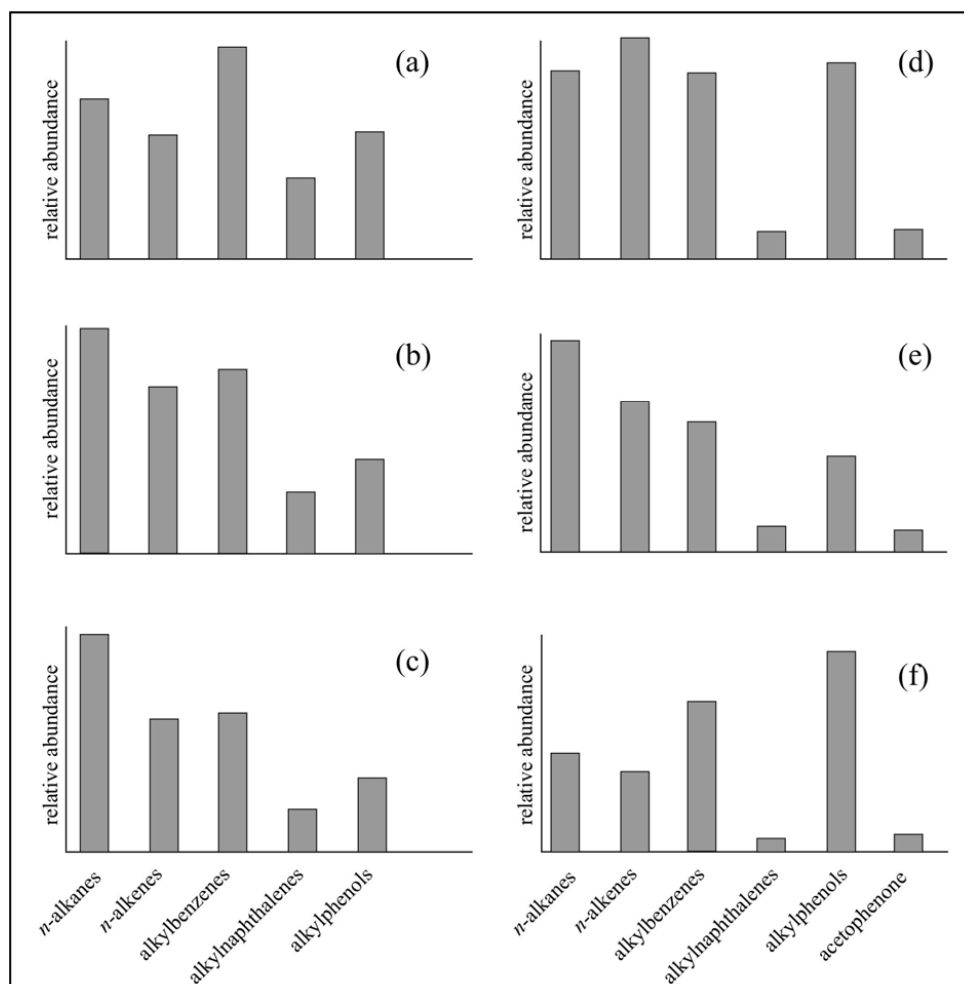 relative abundance
(a)
relative abundance
(b)
relative abundance
(c)
n-alkanes
n-alkenes
alkylbenzenes
alkylnaphthalenes
alkylphenols
relative abundance
(d)
relative abundance
(e)
relative abundance
(f)
n-alkanes
n-alkenes
alkylbenzenes
alkylnaphthalenes
alkylphenols
acetophenone